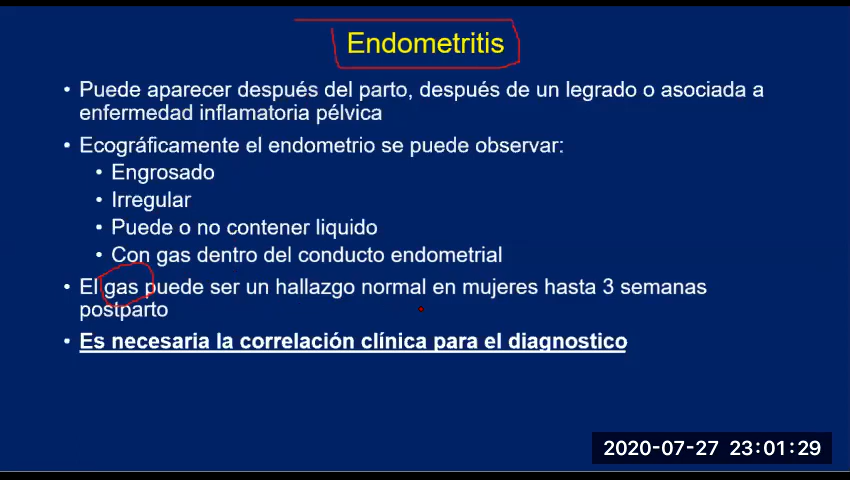 Endometritis
• Puede aparecer después del parto, después de un legrado o asociada a
enfermedad inflamatoria pélvica
• Ecográficamente el endometrio se puede observar:
• Engrosado
• Irregular
• Puede o no contener liquido
• Con gas dentro del conducto endometrial
• El gas puede ser un hallazgo normal en mujeres hasta 3 semanas
postparto
• Es necesaria la correlación clínica para el diagnostico
2020-07-27 23:01:29